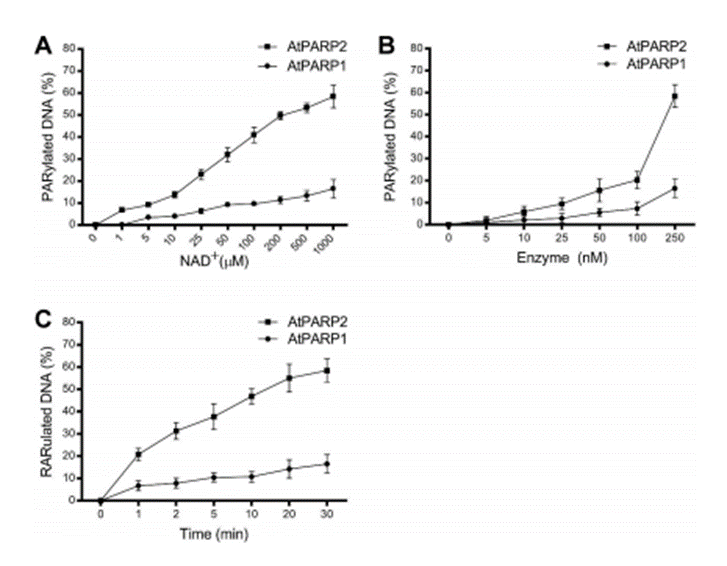 A
AtPARP2
AtPARP1
PARylated DNA (%)
80
70
60
50
40
30
20
10
0
0 1 5 10 25 50 100 200 500 1000
NAD+(μM)
B
AtPARP2
AtPARP1
PARylated DNA (%)
80
70
60
50
40
30
20
10
0
0 5 10 25 50 100 250
Enzyme (nM)
C
AtPARP2
AtPARP1
RARulated DNA (%)
80
70
60
50
40
30
20
10
0
0 1 2 5 10 20 30
Time (min)